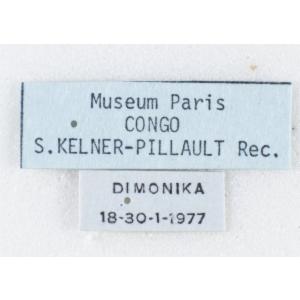 Museum Paris
CONGO
S.KELNER-PILLAULT Rec.
DIMONIKA
18-30-1-1977